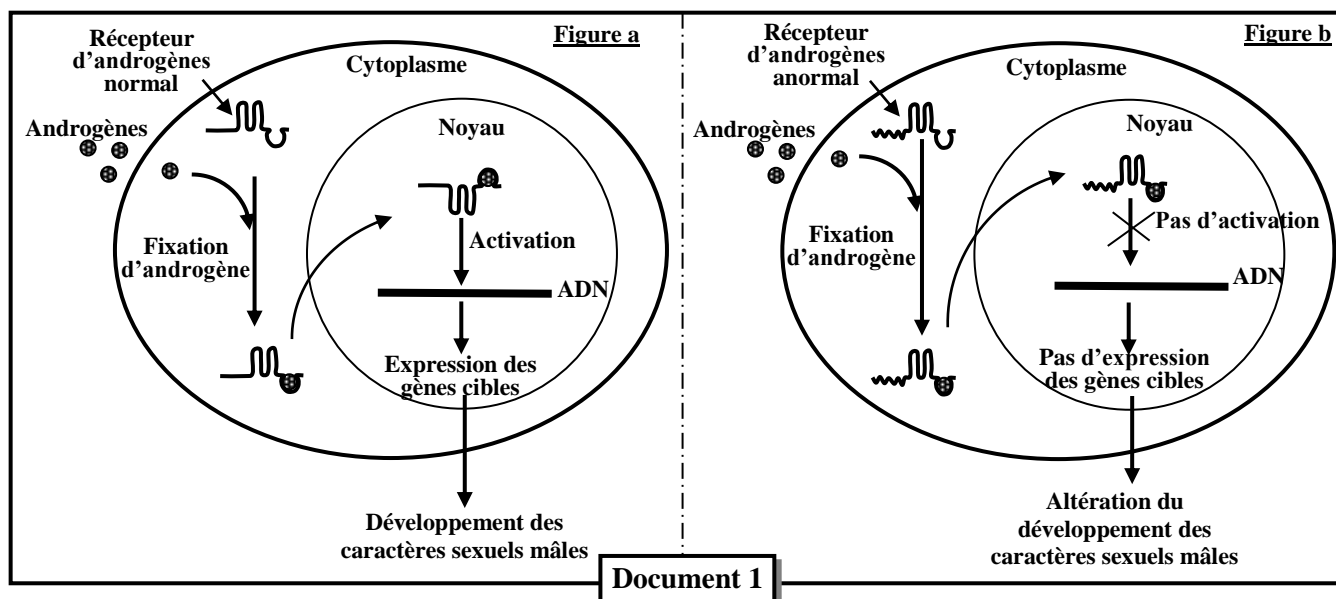 Figure a
Récepteur
d'androgènes
normal
Cytoplasme
Androgènes
Noyau
Fixation
d'androgène
Activation
ADN
Expression des
gènes cibles
Développement des
caractères sexuels mâles
Figure b
Récepteur
d'androgènes
anormal
Cytoplasme
Androgènes
Noyau
Fixation
d'androgène
Pas d'activation
ADN
Pas d'expression
des gènes cibles
Altération du
développement des
caractères sexuels mâles
Document 1